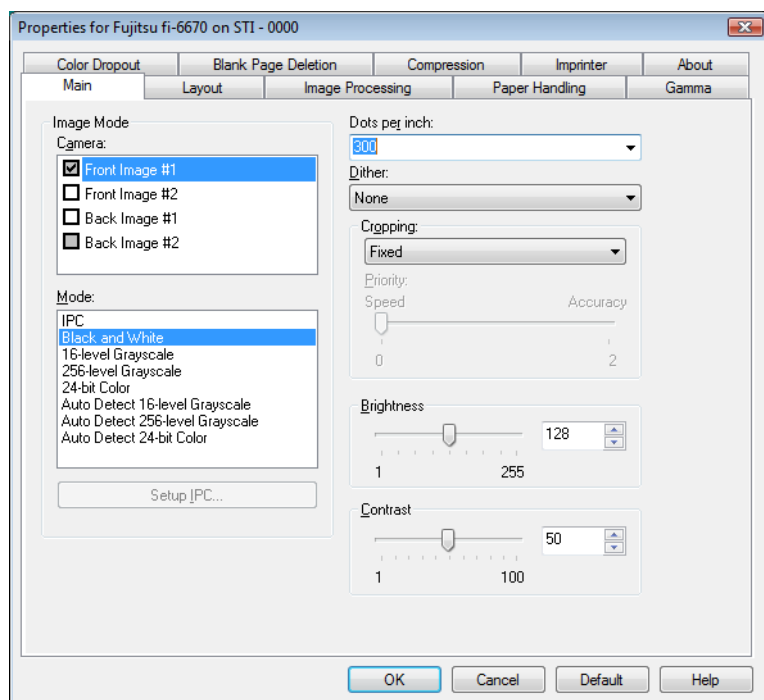 Properties for Fujitsu fi-6670 on STI - 0000
Color Dropout
Blank Page Deletion
Compression
Imprinter
About
Main
Layout
Image Processing
Paper Handling
Gamma
Image Mode
Camera:
Front Image #1
Front Image #2
Back Image #1
Back Image #2
Mode:
IPC
Black and White
16-level Grayscale
256-level Grayscale
24-bit Color
Auto Detect 16-level Grayscale
Auto Detect 256-level Grayscale
Auto Detect 24-bit Color
Setup IPC...
Dots per inch:
300
Dither:
None
Cropping:
Fixed
Priority:
Speed Accuracy
0 2
Brightness
128
1 255
Contrast
50
1 100
OK
Cancel
Default
Help